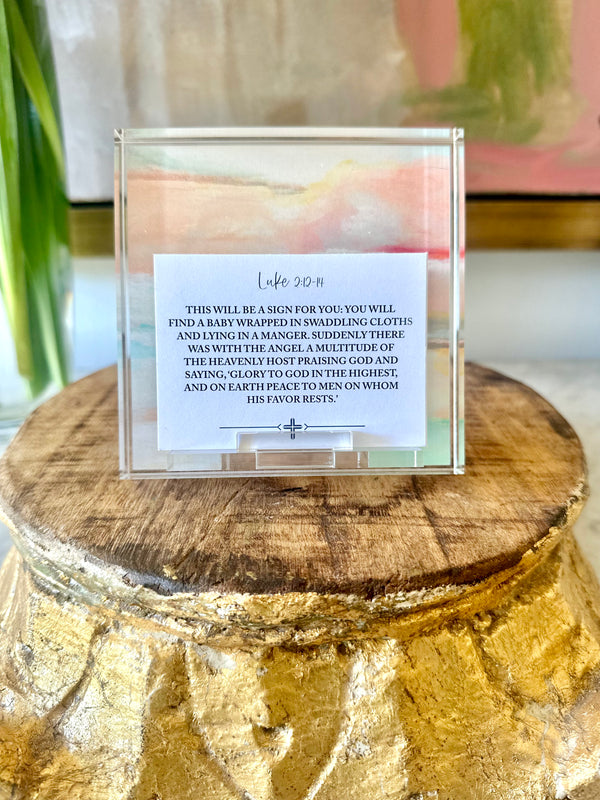 Luke 2:12-14
THIS WILL BE A SIGN FOR YOU: YOU WILL
FIND A BABY WRAPPED IN SWADDLING CLOTHS
AND LYING IN A MANGER. SUDDENLY THERE
WAS WITH THE ANGEL A MULTITUDE OF
THE HEAVENLY HOST PRAISING GOD AND
SAYING, ‘GLORY TO GOD IN THE HIGHEST,
AND ON EARTH PEACE TO MEN ON WHOM
HIS FAVOR RESTS.’